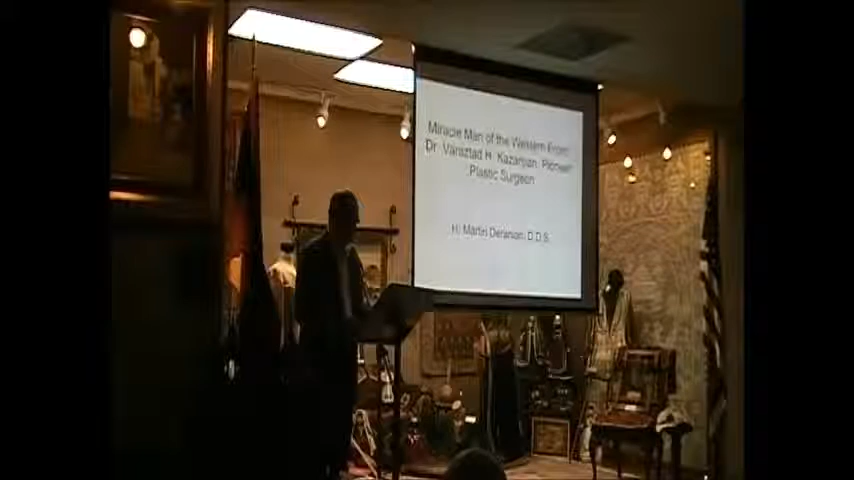 Miracle Man of the Western Front:
Dr. Varaztad H. Kazanjian, Pioneer
Plastic Surgeon
H. Martin Deranian, D.D.S.